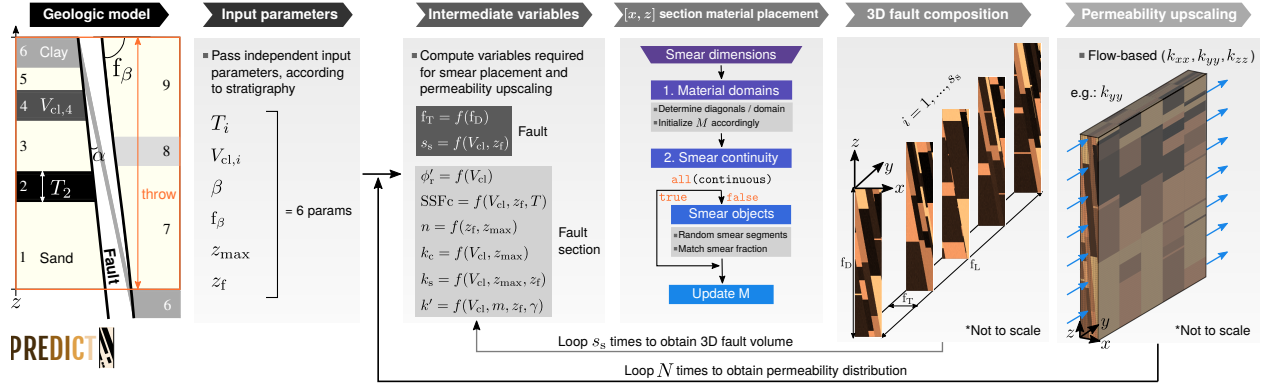 Geologic model
6 Clay
5
4 V_cl,4
3
2 T_2
1 Sand
z
f_β
α
Fault
throw
9
8
7
6
PREDICT
Input parameters
Pass independent input
parameters, according
to stratigraphy
T_i
V_cl,i
β
f_β
z_max
z_f
= 6 params
Intermediate variables
Compute variables required
for smear placement and
permeability upscaling
f_T = f(f_D)
s_s = f(V_cl, z_f)
Fault
ϕ′_r = f(V_cl)
SSFc = f(V_cl, z_f, T)
n = f(z_f, z_max)
k_c = f(V_cl, z_max)
k_s = f(V_cl, z_max, z_f)
k′ = f(V_cl, m, z_f, γ)
Fault
section
[x, z] section material placement
Smear dimensions
1. Material domains
Determine diagonals / domain
Initialize M accordingly
2. Smear continuity
all(continuous)
true false
Smear objects
Random smear segments
Match smear fraction
Update M
3D fault composition
i = 1, ..., s_s
z
y
x
f_D
f_T
f_L
*Not to scale
Permeability upscaling
Flow-based (k_xx, k_yy, k_zz)
e.g.: k_yy
z
y
x
*Not to scale
Loop s_s times to obtain 3D fault volume
Loop N times to obtain permeability distribution